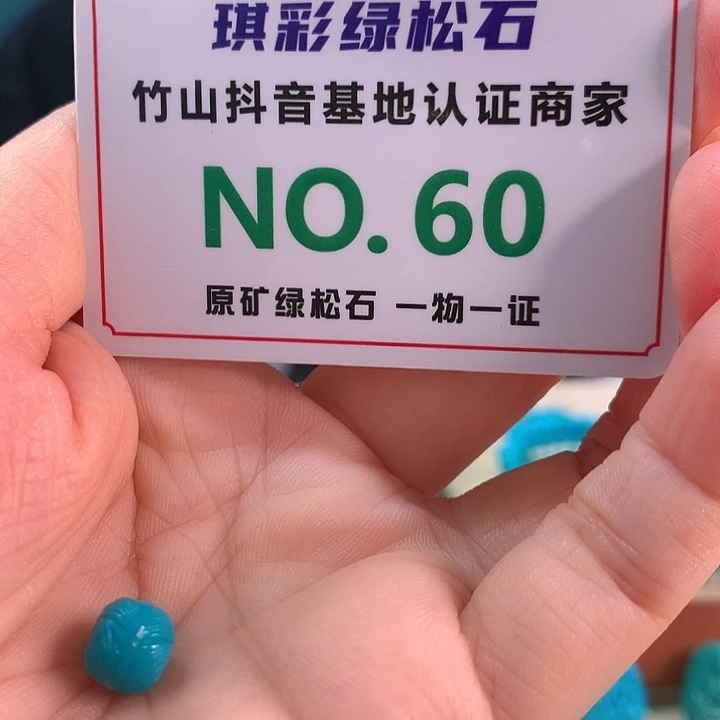 琪彩绿松石
竹山抖音基地认证商家
NO.60
原矿绿松石 一物一证